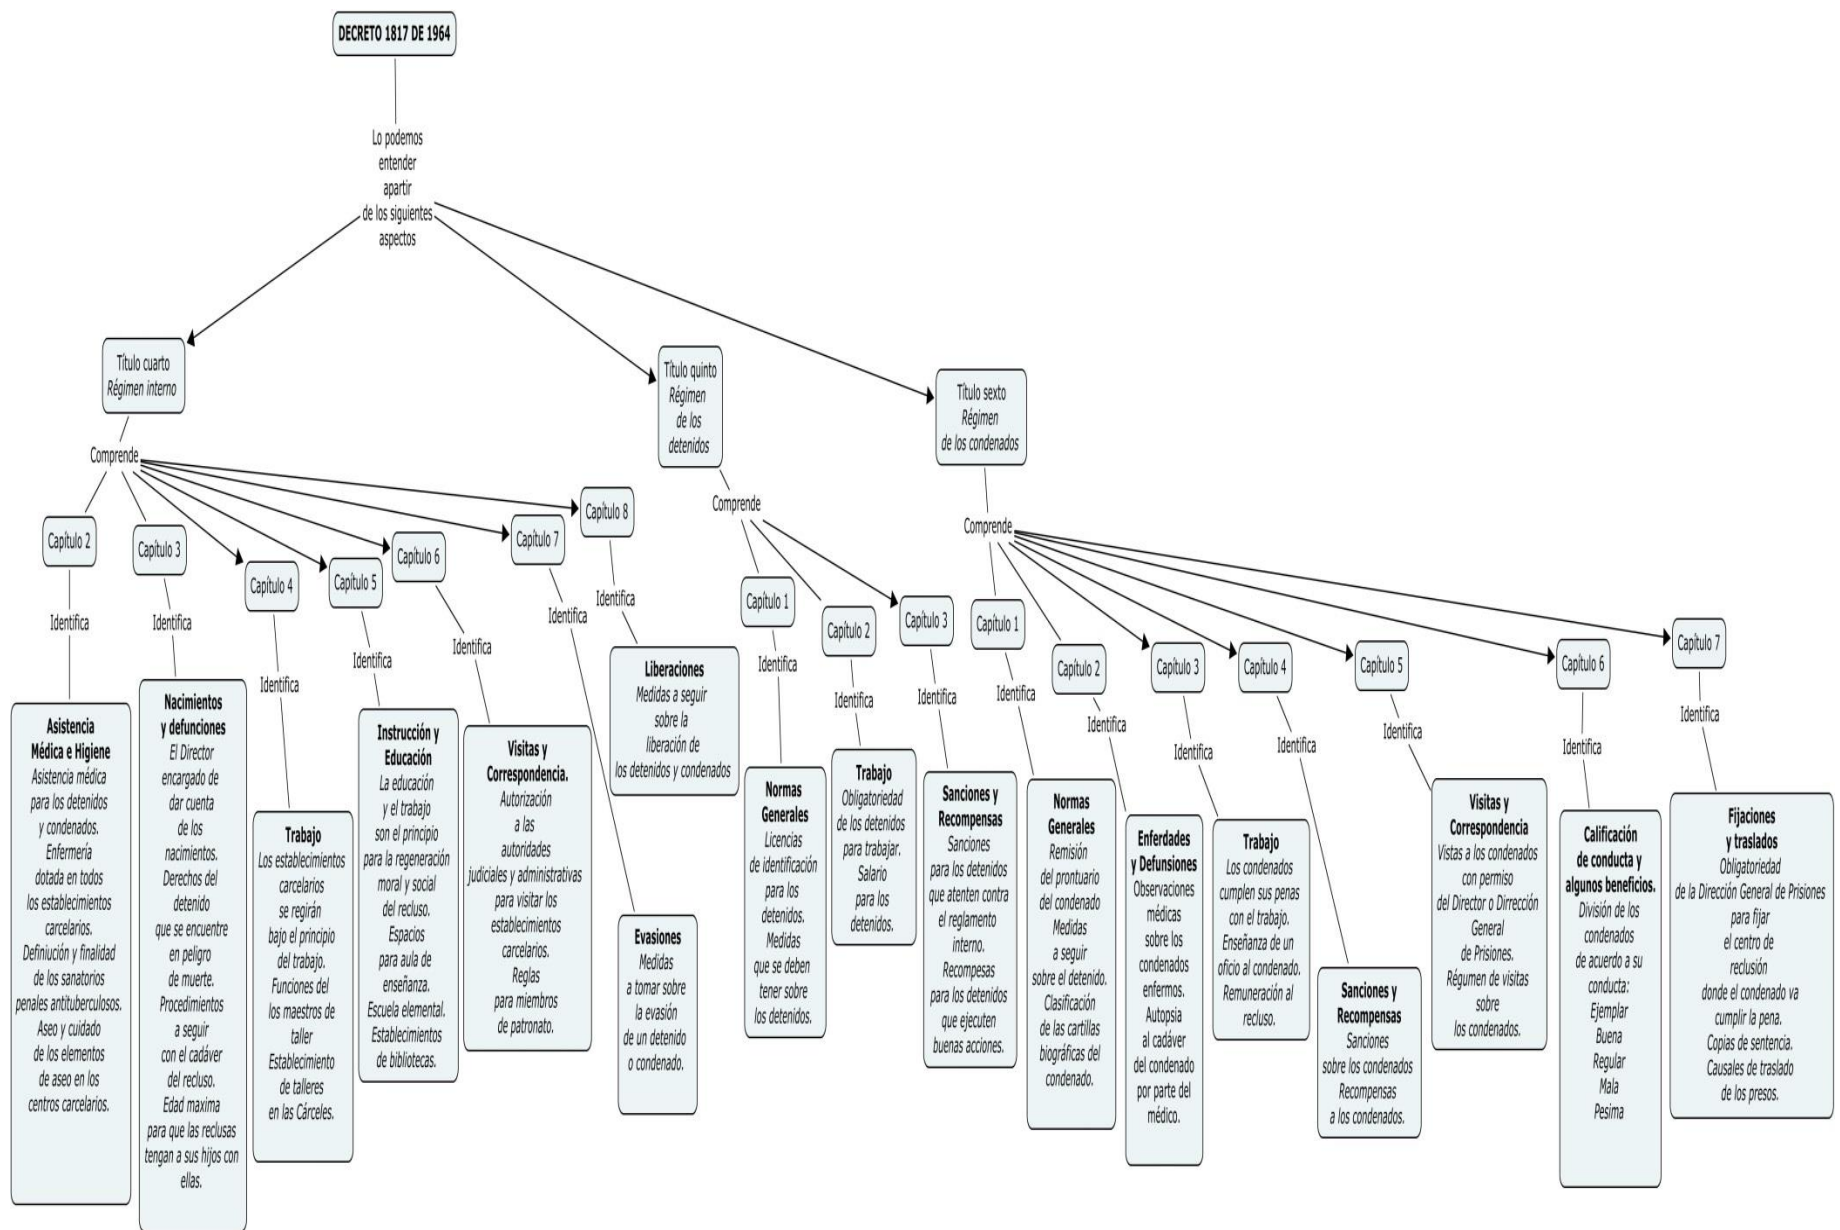 DECRETO 1817 DE 1964
Lo podemos
entender
apartir
de los siguientes
aspectos
Título cuarto
Régimen interno
Comprende
Capítulo 2
Identifica
Asistencia
Médica e Higiene
Asistencia médica
para los detenidos
y condenados.
Enfermería
dotada en todos
los establecimientos
carcelarios.
Definiución y finalidad
de los sanatorios
penales antituberculosos.
Aseo y cuidado
de los elementos
de aseo en los
centros carcelarios.
Capítulo 3
Identifica
Nacimientos
y defunciones
El Director
encargado de
dar cuenta
de los
nacimientos.
Derechos del
detenido
que se encuentre
en peligro
de muerte.
Procedimientos
a seguir
con el cadáver
del recluso.
Edad maxima
para que las reclusas
tengan a sus hijos con
ellas.
Capítulo 4
Identifica
Trabajo
Los establecimientos
carcelarios
se regirán
bajo el principio
del trabajo.
Funciones del
los maestros de
taller
Establecimiento
de talleres
en las Cárceles.
Capítulo 5
Identifica
Instrucción y
Educación
La educación
y el trabajo
son el principio
para la regeneración
moral y social
del recluso.
Espacios
para aula de
enseñanza.
Escuela elemental.
Establecimientos
de bibliotecas.
Capítulo 6
Identifica
Visitas y
Correspondencia.
Autorización
a las
autoridades
judiciales y administrativas
para visitar los
establecimientos
carcelarios.
Reglas
para miembros
de patronato.
Capítulo 7
Identifica
Evasiones
Medidas
a tomar sobre
la evasión
de un detenido
o condenado.
Capítulo 8
Identifica
Liberaciones
Medidas a seguir
sobre la
liberación de
los detenidos y condenados
Título quinto
Régimen
de los
detenidos
Comprende
Capítulo 1
Identifica
Normas
Generales
Licencias
de identificación
para los
detenidos.
Medidas
que se deben
tener sobre
los detenidos.
Capítulo 2
Identifica
Trabajo
Obligatoriedad
de los detenidos
para trabajar.
Salario
para los
detenidos.
Capítulo 3
Identifica
Sanciones y
Recompensas
Sanciones
para los detenidos
que atenten contra
el reglamento
interno.
Recompesas
para los detenidos
que ejecuten
buenas acciones.
Título sexto
Régimen
de los condenados
Comprende
Capítulo 1
Identifica
Normas
Generales
Remisión
del prontuario
del condenado
Medidas
a seguir
sobre el detenido.
Clasificación
de las cartillas
biográficas del
condenado.
Capítulo 2
Identifica
Enferdades
y Defunsiones
Observaciones
médicas
sobre los
condenados
enfermos.
Autopsia
al cadáver
del condenado
por parte del
médico.
Capítulo 3
Identifica
Trabajo
Los condenados
cumplen sus penas
con el trabajo.
Enseñanza de un
oficio al condenado.
Remuneración al
recluso.
Capítulo 4
Identifica
Sanciones y
Recompensas
Sanciones
sobre los condenados
Recompensas
a los condenados.
Capítulo 5
Identifica
Visitas y
Correspondencia
Vistas a los condenados
con permiso
del Director o Dirrección
General
de Prisiones.
Régumen de visitas
sobre
los condenados.
Capítulo 6
Identifica
Calificación
de conducta y
algunos beneficios.
División de los
condenados
de acuerdo a su
conducta:
Ejemplar
Buena
Regular
Mala
Pesima
Capítulo 7
Identifica
Fijaciones
y traslados
Obligatoriedad
de la Dirección General de Prisiones
para fijar
el centro de
reclusión
donde el condenado va
cumplir la pena.
Copias de sentencia.
Causales de traslado
de los presos.